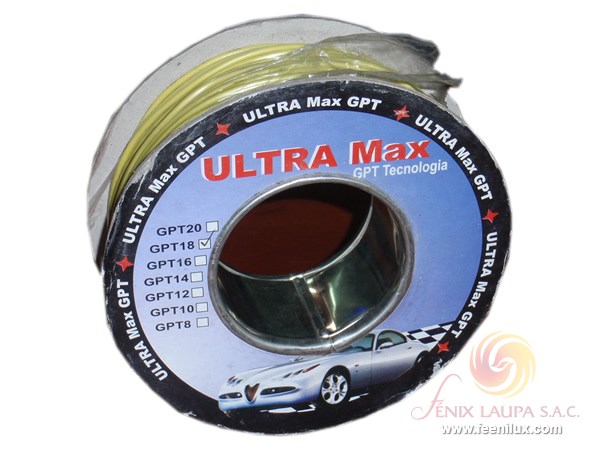 ULTRA Max GPT
ULTRA Max GPT
ULTRA Max GPT
ULTRA Max GPT
ULTRA Max GPT
ULTRA Max
GPT Tecnologia
GPT20
GPT18 ✓
GPT16
GPT14
GPT12
GPT10
GPT8
FENIX LAUPA S.A.C.
www.feenilux.com